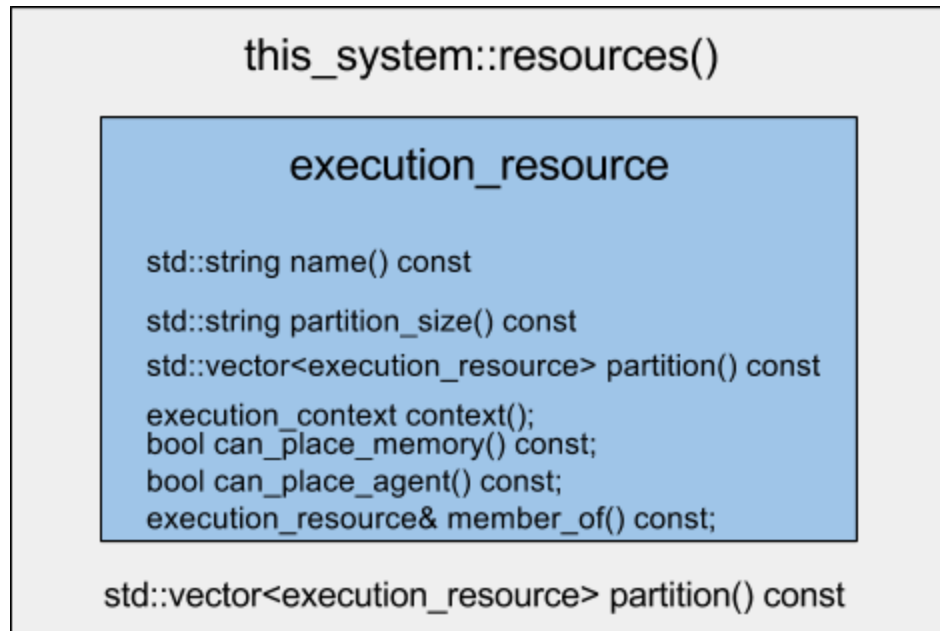 this_system::resources()
execution_resource
std::string name() const
std::string partition_size() const
std::vector<execution_resource> partition() const
execution_context context();
bool can_place_memory() const;
bool can_place_agent() const;
execution_resource& member_of() const;
std::vector<execution_resource> partition() const